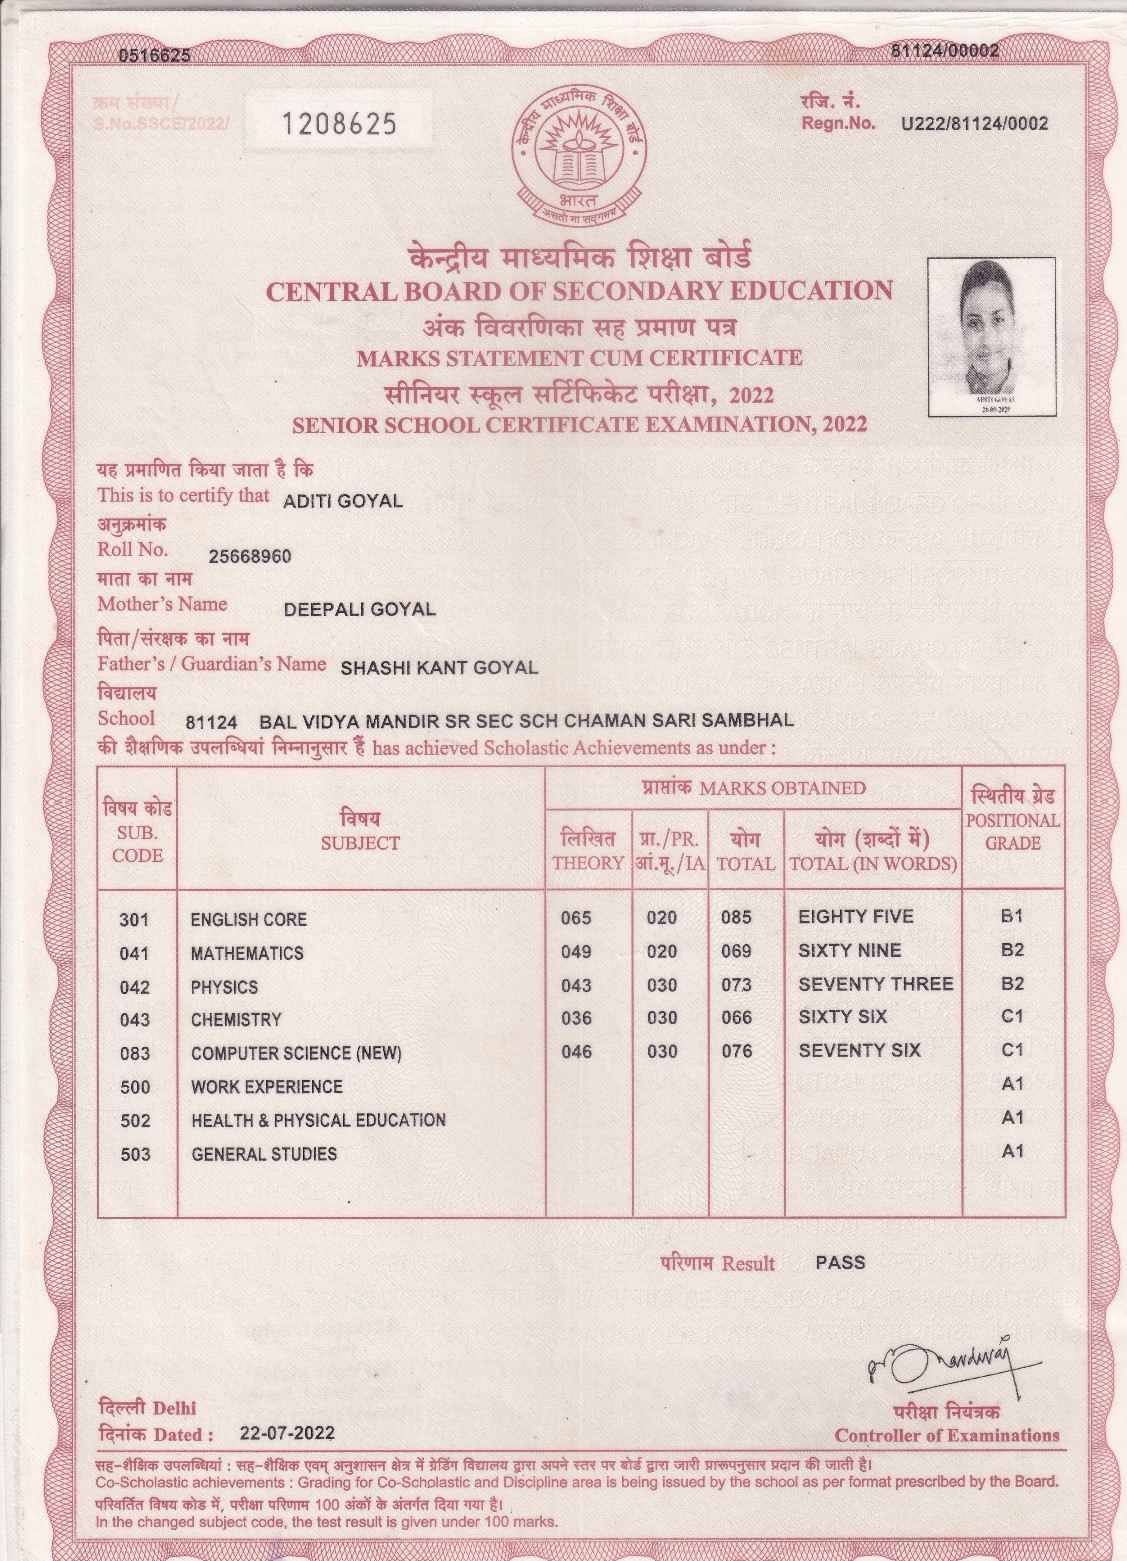 0516625 81124/00002
क्रम संख्या/ रजि. नं.
S.No.SSCE/2022/ 1208625 Regn.No. U222/81124/0002
केन्द्रीय माध्यमिक शिक्षा बोर्ड
भारत
असतो मा सद्गमय
केन्द्रीय माध्यमिक शिक्षा बोर्ड
CENTRAL BOARD OF SECONDARY EDUCATION
अंक विवरणिका सह प्रमाण पत्र
MARKS STATEMENT CUM CERTIFICATE
सीनियर स्कूल सर्टिफिकेट परीक्षा, 2022
SENIOR SCHOOL CERTIFICATE EXAMINATION, 2022
ADITI GOYAL
यह प्रमाणित किया जाता है कि
This is to certify that ADITI GOYAL
अनुक्रमांक
Roll No. 25668960
माता का नाम
Mother's Name DEEPALI GOYAL
पिता/संरक्षक का नाम
Father's / Guardian's Name SHASHI KANT GOYAL
विद्यालय
School 81124 BAL VIDYA MANDIR SR SEC SCH CHAMAN SARI SAMBHAL
की शैक्षणिक उपलब्धियां निम्नानुसार हैं has achieved Scholastic Achievements as under :
विषय कोड
SUB.
CODE
विषय
SUBJECT
प्राप्तांक MARKS OBTAINED
लिखित
THEORY
प्रा./PR.
आं.मू./IA
योग
TOTAL
योग (शब्दों में)
TOTAL (IN WORDS)
स्थितीय ग्रेड
POSITIONAL
GRADE
301 ENGLISH CORE 065 020 085 EIGHTY FIVE B1
041 MATHEMATICS 049 020 069 SIXTY NINE B2
042 PHYSICS 043 030 073 SEVENTY THREE B2
043 CHEMISTRY 036 030 066 SIXTY SIX C1
083 COMPUTER SCIENCE (NEW) 046 030 076 SEVENTY SIX C1
500 WORK EXPERIENCE A1
502 HEALTH & PHYSICAL EDUCATION A1
503 GENERAL STUDIES A1
परिणाम Result PASS
दिल्ली Delhi
दिनांक Dated : 22-07-2022
परीक्षा नियंत्रक
Controller of Examinations
सह-शैक्षिक उपलब्धियां : सह-शैक्षिक एवम् अनुशासन क्षेत्र में ग्रेडिंग विद्यालय द्वारा अपने स्तर पर बोर्ड द्वारा जारी प्रारूपनुसार प्रदान की जाती है।
Co-Scholastic achievements : Grading for Co-Scholastic and Discipline area is being issued by the school as per format prescribed by the Board.
परिवर्तित विषय कोड में, परीक्षा परिणाम 100 अंकों के अंतर्गत दिया गया है।
In the changed subject code, the test result is given under 100 marks.